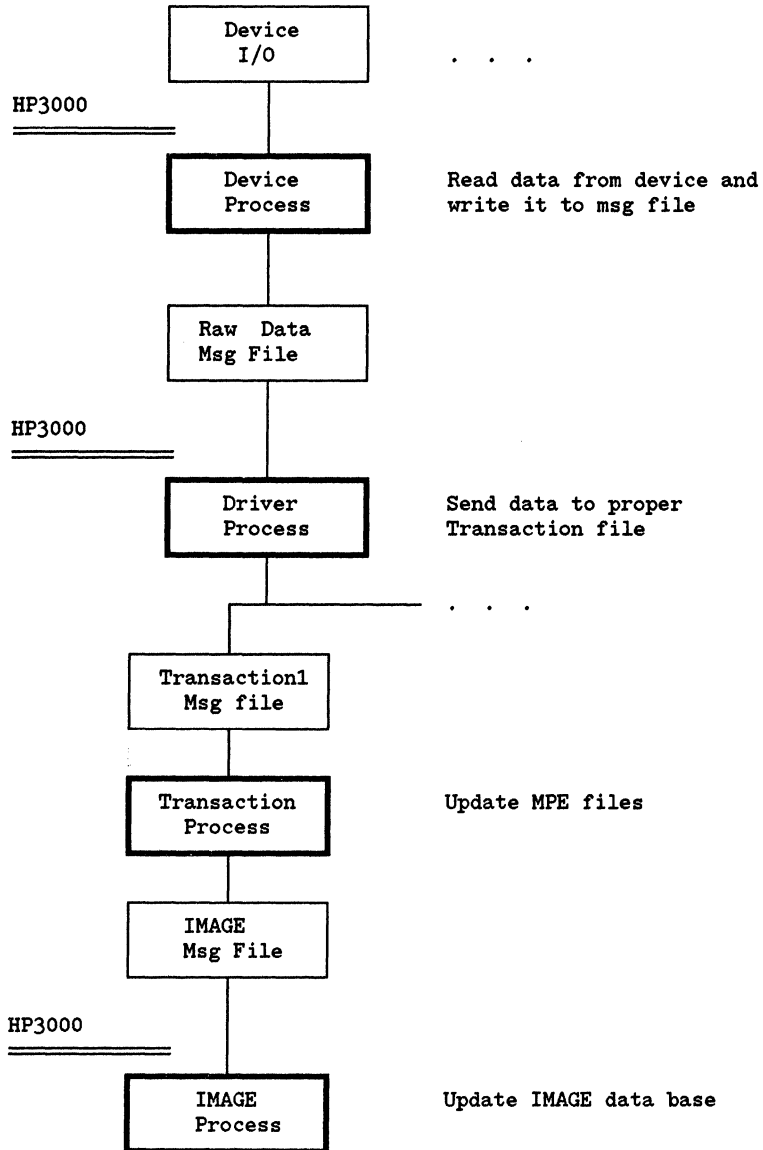 Device
I/O
. . .
HP3000
Device
Process
Read data from device and
write it to msg file
Raw Data
Msg File
HP3000
Driver
Process
Send data to proper
Transaction file
. . .
Transaction1
Msg file
Transaction
Process
Update MPE files
IMAGE
Msg File
HP3000
IMAGE
Process
Update IMAGE data base